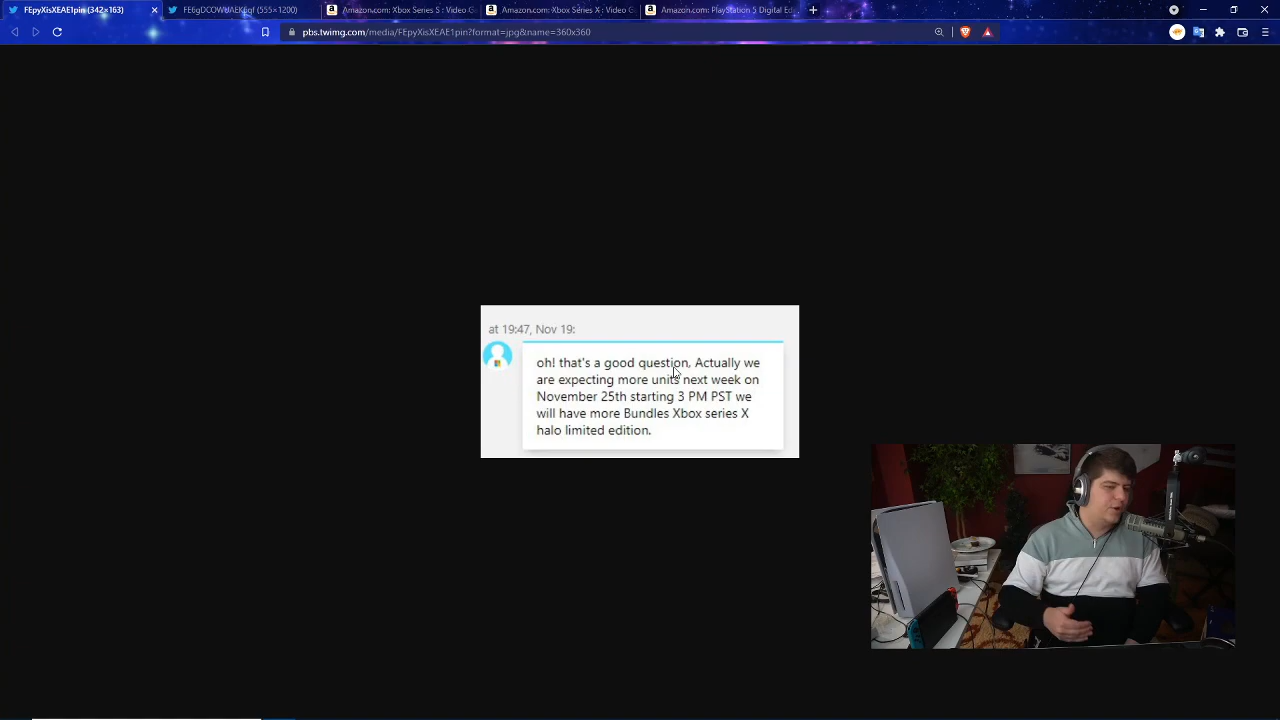 FEpyXisXEAE1pin (342×163)
(555×1200)
Amazon.com: Xbox Series S : Video G
Amazon.com: Xbox Series X : Video G
Amazon.com: PlayStation 5 Digital Ed
pbs.twimg.com/media/FEpyXisXEAE1pin?format=jpg&name=360x360
at 19:47, Nov 19:
oh! that's a good question, Actually we
are expecting more units next week on
November 25th starting 3 PM PST we
will have more Bundles Xbox series X
halo limited edition.